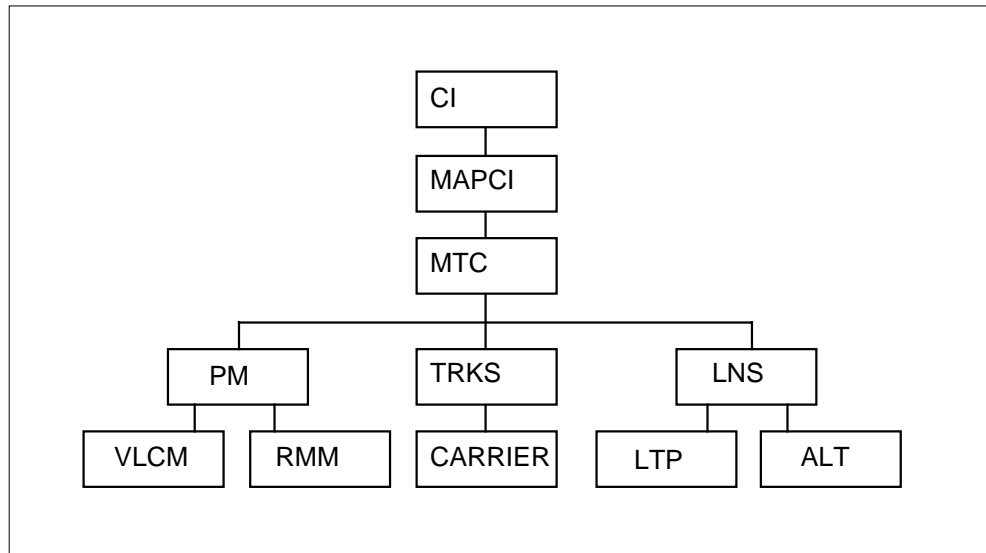 CI
MAPCI
MTC
PM
TRKS
LNS
VLCM
RMM
CARRIER
LTP
ALT